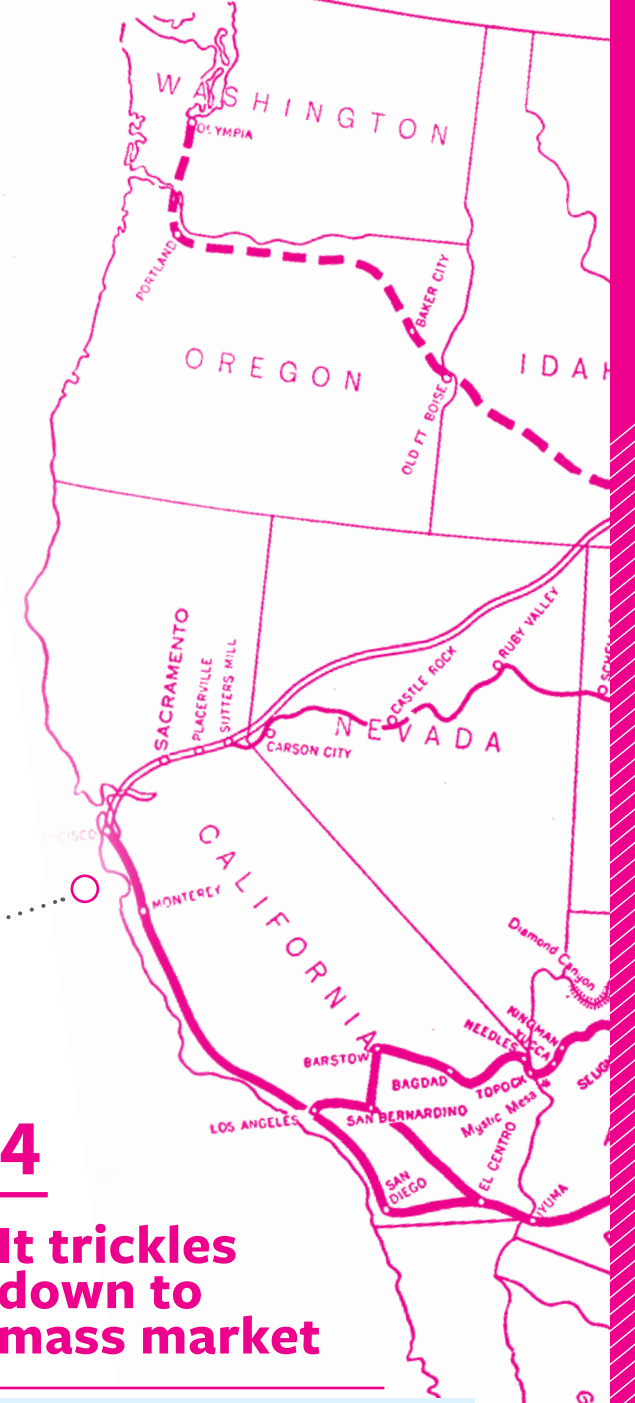 WASHINGTON
OLYMPIA
PORTLAND
BAKER CITY
OREGON
IDAH
OLD FT BOISE
SACRAMENTO
PLACERVILLE
SUTTERS MILL
CASTLE ROCK
RUBY VALLEY
NEVADA
CARSON CITY
NCISCO
CALIFORNIA
MONTEREY
Diamond Canyon
KINGMAN
YUCCA
NEEDLES
BARSTOW
BAGDAD
TOPOCK
SELIGN
Mystic Mesa
LOS ANGELES
SAN BERNARDINO
EL CENTRO
SAN
DIEGO
YUMA
4
It trickles
down to
mass market